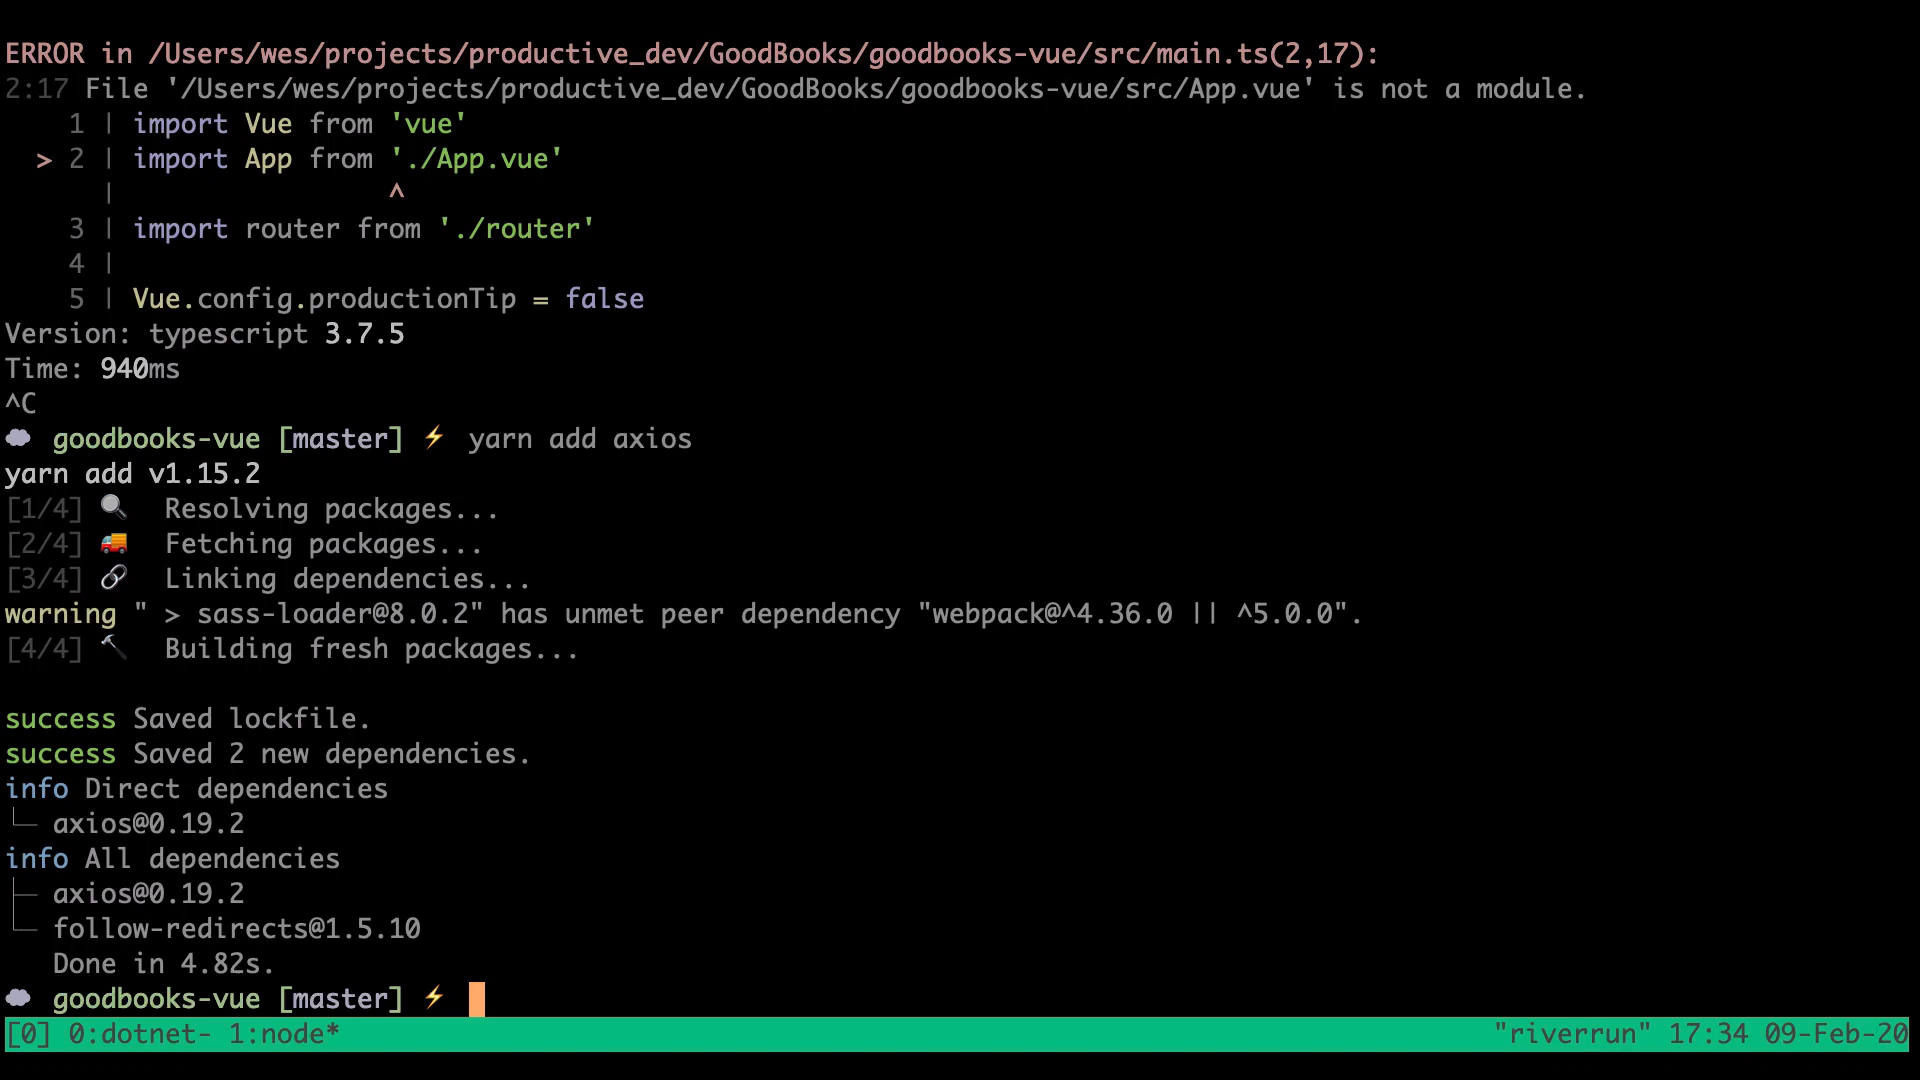 ERROR in /Users/wes/projects/productive_dev/GoodBooks/goodbooks-vue/src/main.ts(2,17):
2:17 File '/Users/wes/projects/productive_dev/GoodBooks/goodbooks-vue/src/App.vue' is not a module.
    1 | import Vue from 'vue'
  > 2 | import App from './App.vue'
      |                 ^
    3 | import router from './router'
    4 |
    5 | Vue.config.productionTip = false
Version: typescript 3.7.5
Time: 940ms
^C
☁ goodbooks-vue [master] ⚡ yarn add axios
yarn add v1.15.2
[1/4] 🔍 Resolving packages...
[2/4] 🚚 Fetching packages...
[3/4] 🔗 Linking dependencies...
warning " > sass-loader@8.0.2" has unmet peer dependency "webpack@^4.36.0 || ^5.0.0".
[4/4] 🔨 Building fresh packages...
success Saved lockfile.
success Saved 2 new dependencies.
info Direct dependencies
└─ axios@0.19.2
info All dependencies
├─ axios@0.19.2
└─ follow-redirects@1.5.10
Done in 4.82s.
☁ goodbooks-vue [master] ⚡
[0] 0:dotnet- 1:node* "riverrun" 17:34 09-Feb-20